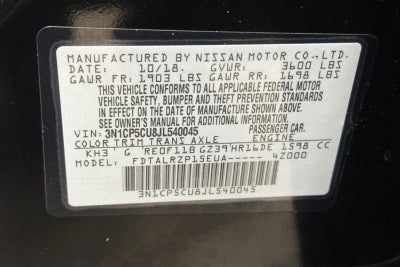 MANUFACTURED BY NISSAN MOTOR CO.,LTD.
DATE: 10/18. GVWR: 3600 LBS
GAWR FR: 1903 LBS GAWR RR: 1698 LBS
THIS VEHICLE CONFORMS TO ALL APPLICABLE FEDERAL MOTOR
VEHICLE SAFETY, BUMPER AND THEFT PREVENTION STANDARDS
IN EFFECT ON THE DATE OF MANUFACTURE SHOWN ABOVE.
SEE OWNER'S MANUAL FOR ADDITIONAL INFORMATION.
VIN: 3N1CP5CU8JL540045 PASSENGER CAR.
COLOR TRIM TRANS AXLE ENGINE
KH3 G RE0F11B GZ39 HR16DE 1598 CC
FDTALRZP15EUA----- 4Z000
3N1CP5CU8JL540045